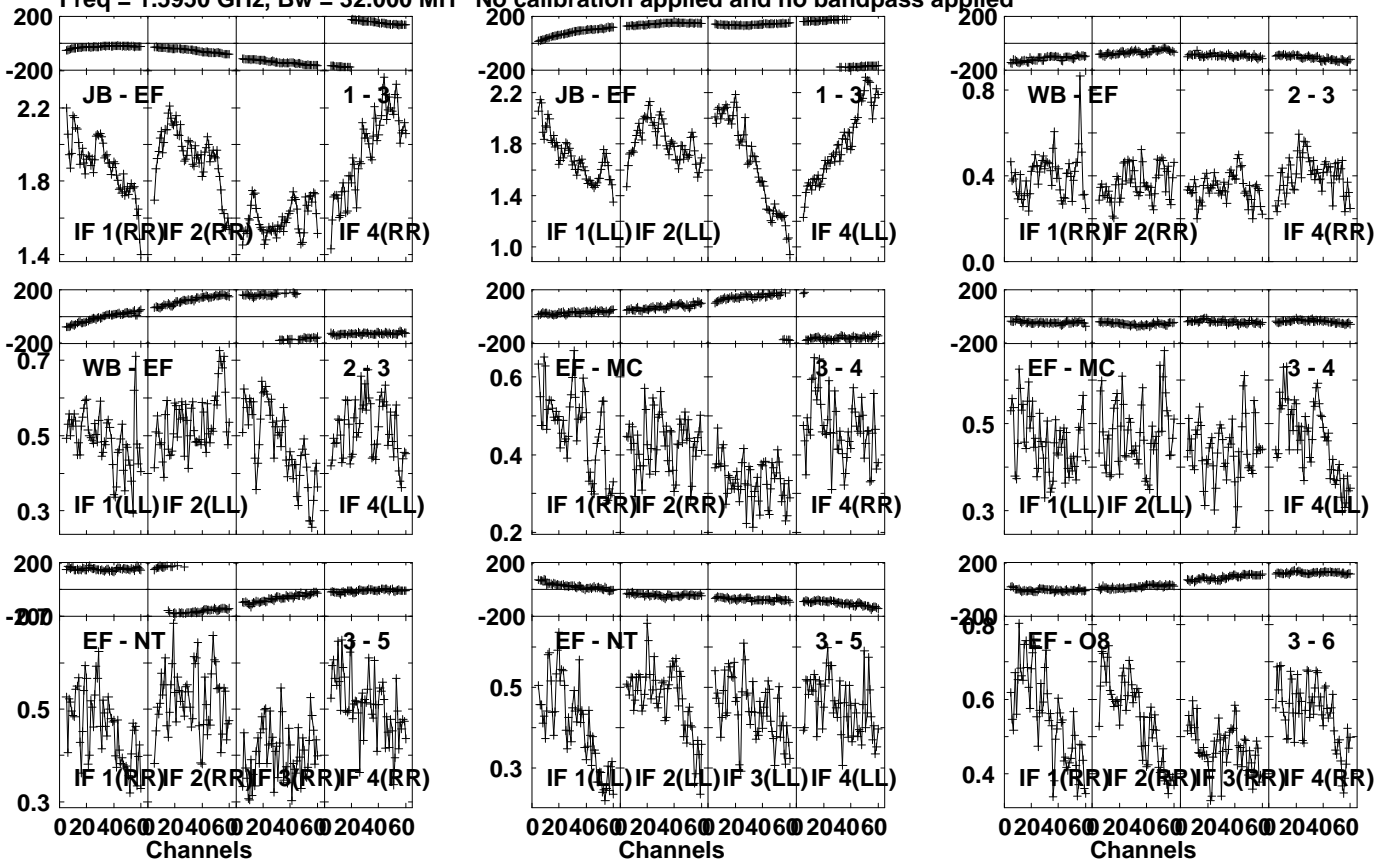 Freq = 1.5950 GHz, Bw = 32.000 MH No calibration applied and no bandpass applied
200
-200
JB - EF 1 - 3
2.2
1.8
1.4
IF 1(RR) IF 2(RR) IF 4(RR)
200
-200
JB - EF 1 - 3
2.2
1.8
1.4
1.0
IF 1(LL) IF 2(LL) IF 4(LL)
200
-200
WB - EF 2 - 3
0.8
0.4
0.0
IF 1(RR) IF 2(RR) IF 4(RR)
200
-200
WB - EF 2 - 3
0.7
0.5
0.3
IF 1(LL) IF 2(LL) IF 4(LL)
200
-200
EF - MC 3 - 4
0.6
0.4
0.2
IF 1(RR) IF 2(RR) IF 4(RR)
200
-200
EF - MC 3 - 4
0.5
0.3
IF 1(LL) IF 2(LL) IF 4(LL)
200
-200
0.7
EF - NT 3 - 5
0.5
0.3
IF 1(RR) IF 2(RR) IF 3(RR) IF 4(RR)
0 20 40 60 0 20 40 60 0 20 40 60 0 20 40 60
Channels
200
-200
EF - NT 3 - 5
0.5
0.3
IF 1(LL) IF 2(LL) IF 3(LL) IF 4(LL)
0 20 40 60 0 20 40 60 0 20 40 60 0 20 40 60
Channels
200
-200
0.8
EF - O8 3 - 6
0.6
0.4
IF 1(RR) IF 2(RR) IF 3(RR) IF 4(RR)
0 20 40 60 0 20 40 60 0 20 40 60 0 20 40 60
Channels